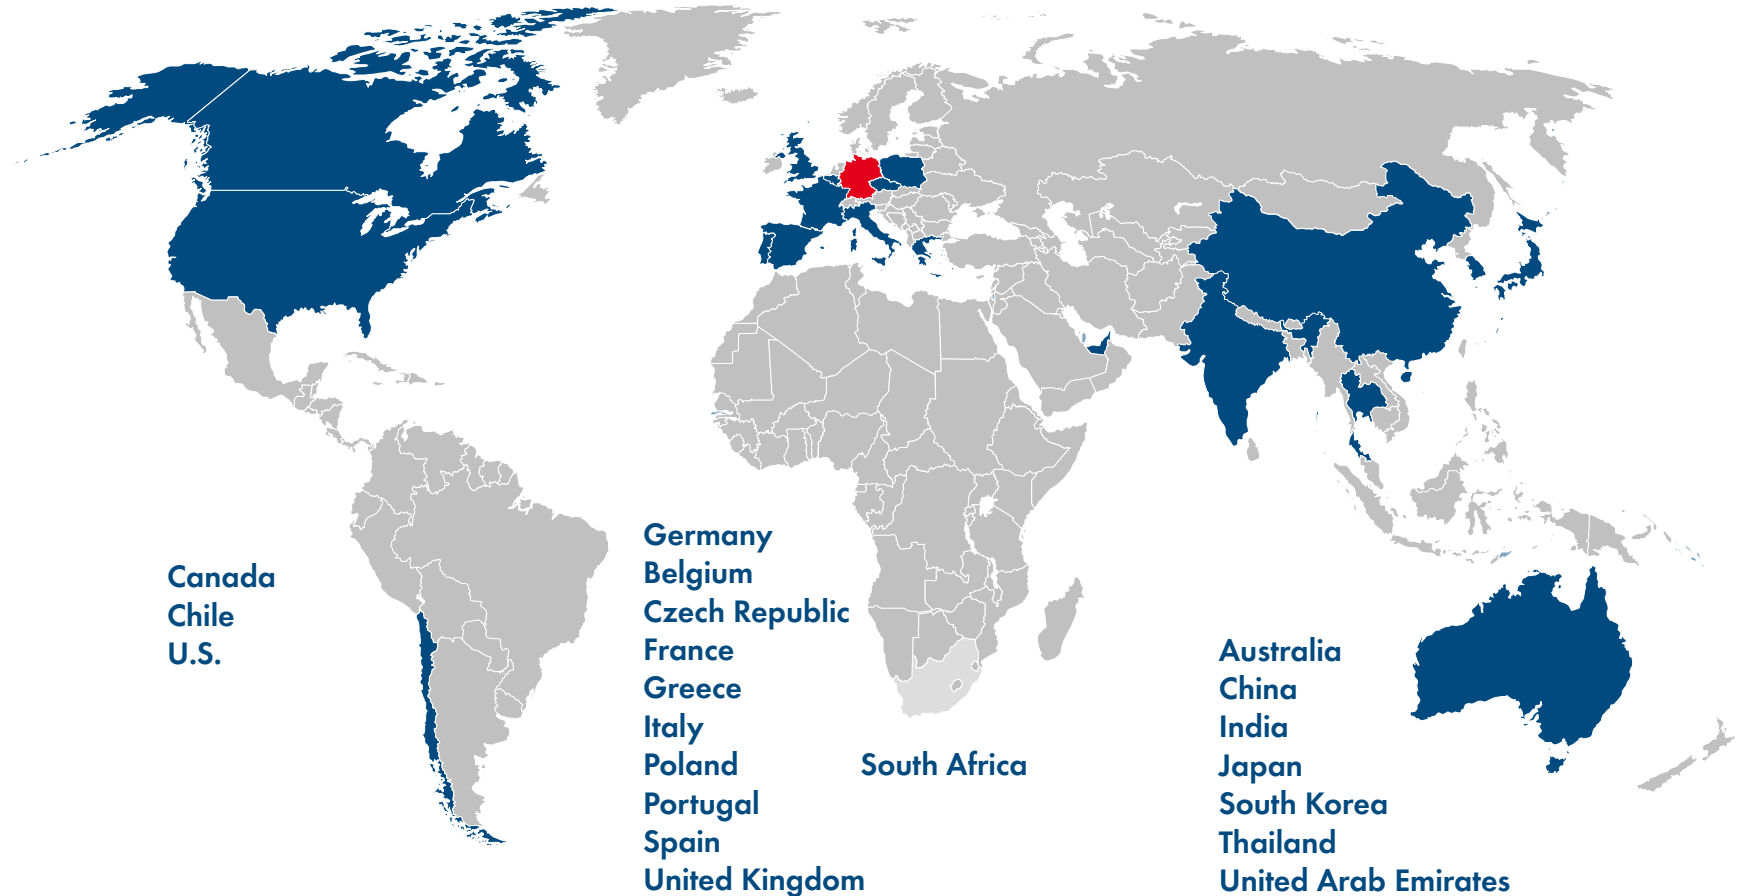 Canada
Chile
U.S.
Germany
Belgium
Czech Republic
France
Greece
Italy
Poland
Portugal
Spain
United Kingdom
South Africa
Australia
China
India
Japan
South Korea
Thailand
United Arab Emirates